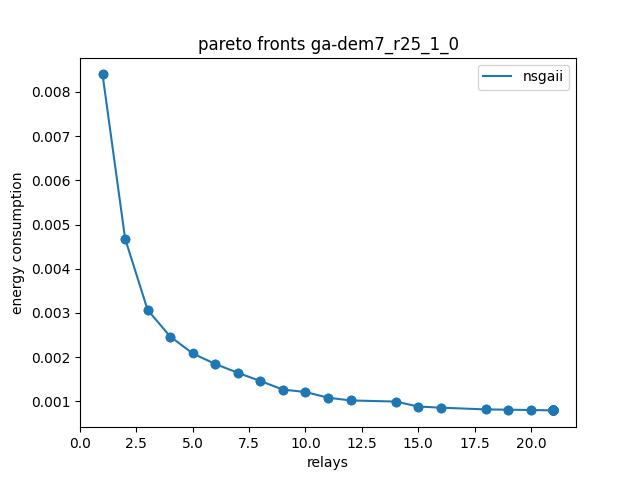 pareto fronts ga-dem7_r25_1_0
nsgaii
0.008
0.007
0.006
0.005
0.004
0.003
0.002
0.001
energy consumption
0.0 2.5 5.0 7.5 10.0 12.5 15.0 17.5 20.0
relays